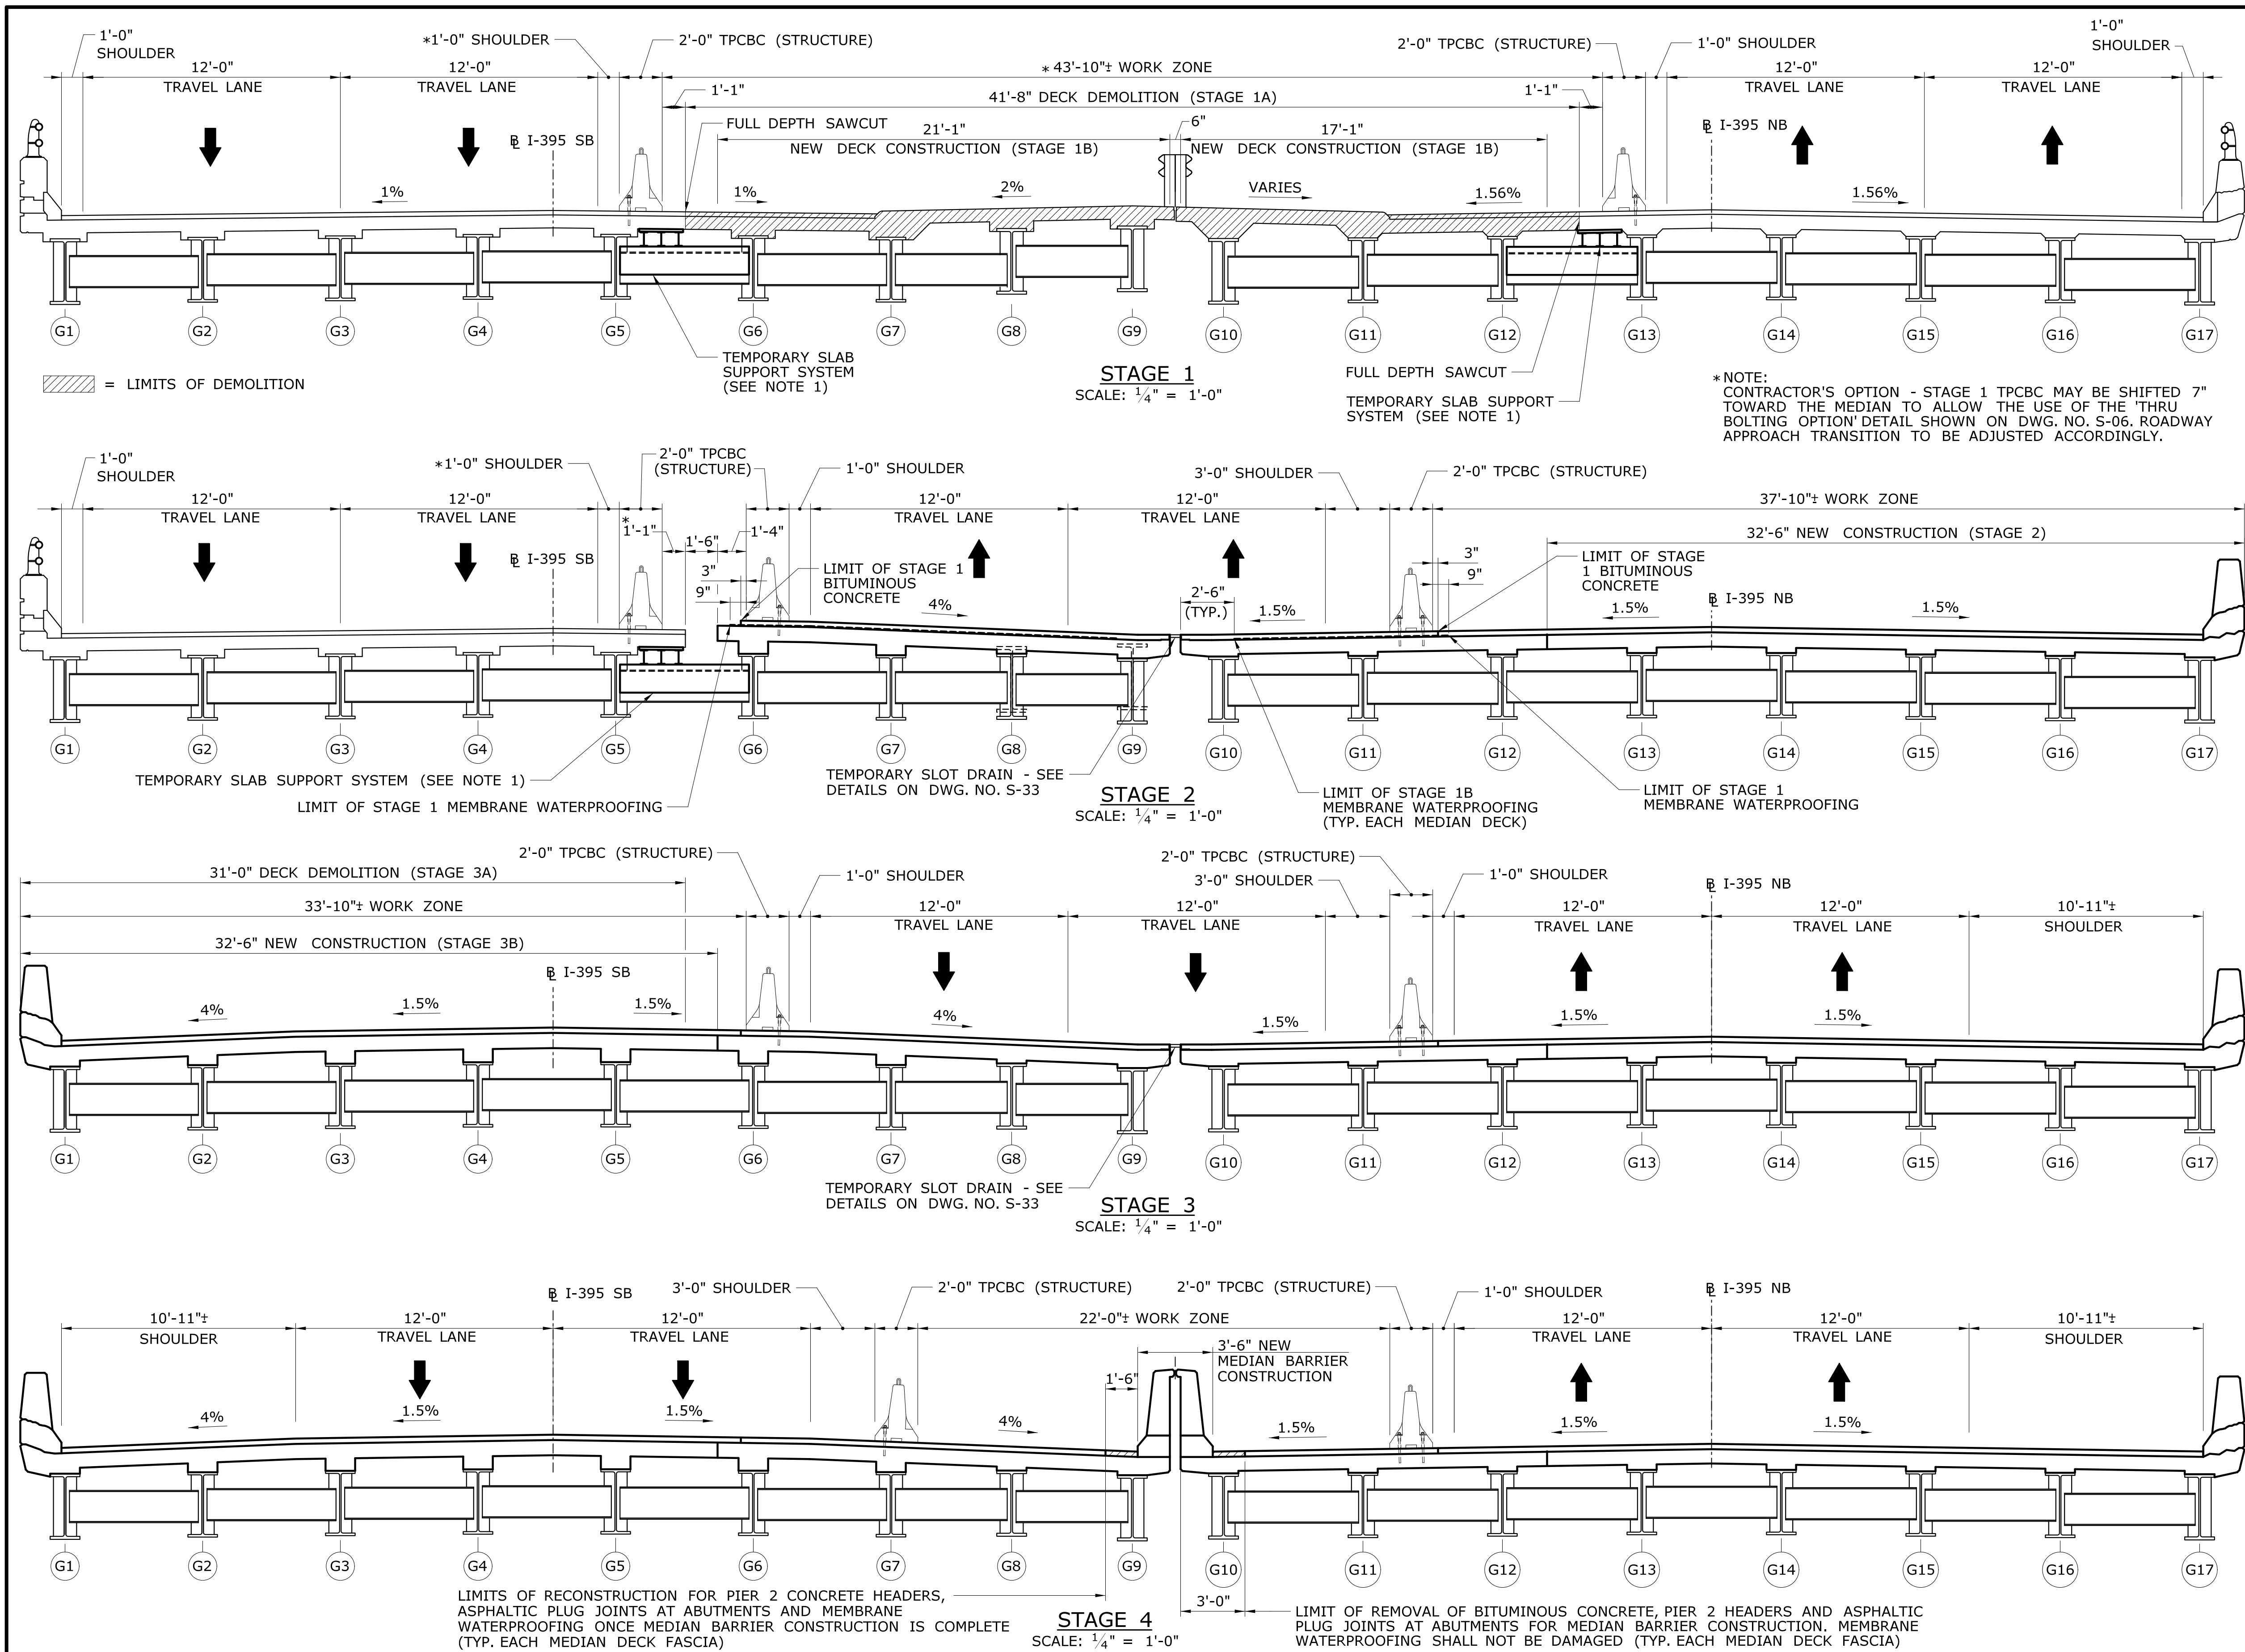 1'-0"
SHOULDER
12'-0"
TRAVEL LANE
12'-0"
TRAVEL LANE
*1'-0" SHOULDER
2'-0" TPCBC (STRUCTURE)
* 43'-10"± WORK ZONE
2'-0" TPCBC (STRUCTURE)
1'-0" SHOULDER
12'-0"
TRAVEL LANE
12'-0"
TRAVEL LANE
1'-0"
SHOULDER
1'-1"
41'-8" DECK DEMOLITION (STAGE 1A)
1'-1"
FULL DEPTH SAWCUT
21'-1"
NEW DECK CONSTRUCTION (STAGE 1B)
6"
17'-1"
NEW DECK CONSTRUCTION (STAGE 1B)
BL I-395 SB
BL I-395 NB
1%
1%
2%
VARIES
1.56%
1.56%
G1
G2
G3
G4
G5
G6
G7
G8
G9
G10
G11
G12
G13
G14
G15
G16
G17
= LIMITS OF DEMOLITION
TEMPORARY SLAB
SUPPORT SYSTEM
(SEE NOTE 1)
STAGE 1
SCALE: 1/4" = 1'-0"
FULL DEPTH SAWCUT
TEMPORARY SLAB SUPPORT
SYSTEM (SEE NOTE 1)
* NOTE:
CONTRACTOR'S OPTION - STAGE 1 TPCBC MAY BE SHIFTED 7"
TOWARD THE MEDIAN TO ALLOW THE USE OF THE 'THRU
BOLTING OPTION' DETAIL SHOWN ON DWG. NO. S-06. ROADWAY
APPROACH TRANSITION TO BE ADJUSTED ACCORDINGLY.
1'-0"
SHOULDER
12'-0"
TRAVEL LANE
12'-0"
TRAVEL LANE
*1'-0" SHOULDER
2'-0" TPCBC
(STRUCTURE)
1'-0" SHOULDER
12'-0"
TRAVEL LANE
12'-0"
TRAVEL LANE
3'-0" SHOULDER
2'-0" TPCBC (STRUCTURE)
37'-10"± WORK ZONE
32'-6" NEW CONSTRUCTION (STAGE 2)
*
1'-1"
1'-6"
1'-4"
3"
9"
LIMIT OF STAGE 1
BITUMINOUS
CONCRETE
BL I-395 SB
4%
2'-6"
(TYP.)
1.5%
3"
9"
LIMIT OF STAGE
1 BITUMINOUS
CONCRETE
1.5%
BL I-395 NB
1.5%
G1
G2
G3
G4
G5
G6
G7
G8
G9
G10
G11
G12
G13
G14
G15
G16
G17
TEMPORARY SLAB SUPPORT SYSTEM (SEE NOTE 1)
LIMIT OF STAGE 1 MEMBRANE WATERPROOFING
TEMPORARY SLOT DRAIN - SEE
DETAILS ON DWG. NO. S-33
STAGE 2
SCALE: 1/4" = 1'-0"
LIMIT OF STAGE 1B
MEMBRANE WATERPROOFING
(TYP. EACH MEDIAN DECK)
LIMIT OF STAGE 1
MEMBRANE WATERPROOFING
31'-0" DECK DEMOLITION (STAGE 3A)
33'-10"± WORK ZONE
32'-6" NEW CONSTRUCTION (STAGE 3B)
2'-0" TPCBC (STRUCTURE)
1'-0" SHOULDER
12'-0"
TRAVEL LANE
12'-0"
TRAVEL LANE
2'-0" TPCBC (STRUCTURE)
3'-0" SHOULDER
1'-0" SHOULDER
12'-0"
TRAVEL LANE
12'-0"
TRAVEL LANE
10'-11"±
SHOULDER
BL I-395 SB
BL I-395 NB
4%
1.5%
1.5%
4%
1.5%
1.5%
1.5%
G1
G2
G3
G4
G5
G6
G7
G8
G9
G10
G11
G12
G13
G14
G15
G16
G17
TEMPORARY SLOT DRAIN - SEE
DETAILS ON DWG. NO. S-33
STAGE 3
SCALE: 1/4" = 1'-0"
10'-11"±
SHOULDER
12'-0"
TRAVEL LANE
BL I-395 SB
12'-0"
TRAVEL LANE
3'-0" SHOULDER
2'-0" TPCBC (STRUCTURE)
22'-0"± WORK ZONE
2'-0" TPCBC (STRUCTURE)
1'-0" SHOULDER
12'-0"
TRAVEL LANE
BL I-395 NB
12'-0"
TRAVEL LANE
10'-11"±
SHOULDER
3'-6" NEW
MEDIAN BARRIER
CONSTRUCTION
1'-6"
4%
1.5%
1.5%
4%
1.5%
1.5%
1.5%
G1
G2
G3
G4
G5
G6
G7
G8
G9
G10
G11
G12
G13
G14
G15
G16
G17
LIMITS OF RECONSTRUCTION FOR PIER 2 CONCRETE HEADERS,
ASPHALTIC PLUG JOINTS AT ABUTMENTS AND MEMBRANE
WATERPROOFING ONCE MEDIAN BARRIER CONSTRUCTION IS COMPLETE
(TYP. EACH MEDIAN DECK FASCIA)
STAGE 4
SCALE: 1/4" = 1'-0"
3'-0"
LIMIT OF REMOVAL OF BITUMINOUS CONCRETE, PIER 2 HEADERS AND ASPHALTIC
PLUG JOINTS AT ABUTMENTS FOR MEDIAN BARRIER CONSTRUCTION. MEMBRANE
WATERPROOFING SHALL NOT BE DAMAGED (TYP. EACH MEDIAN DECK FASCIA)